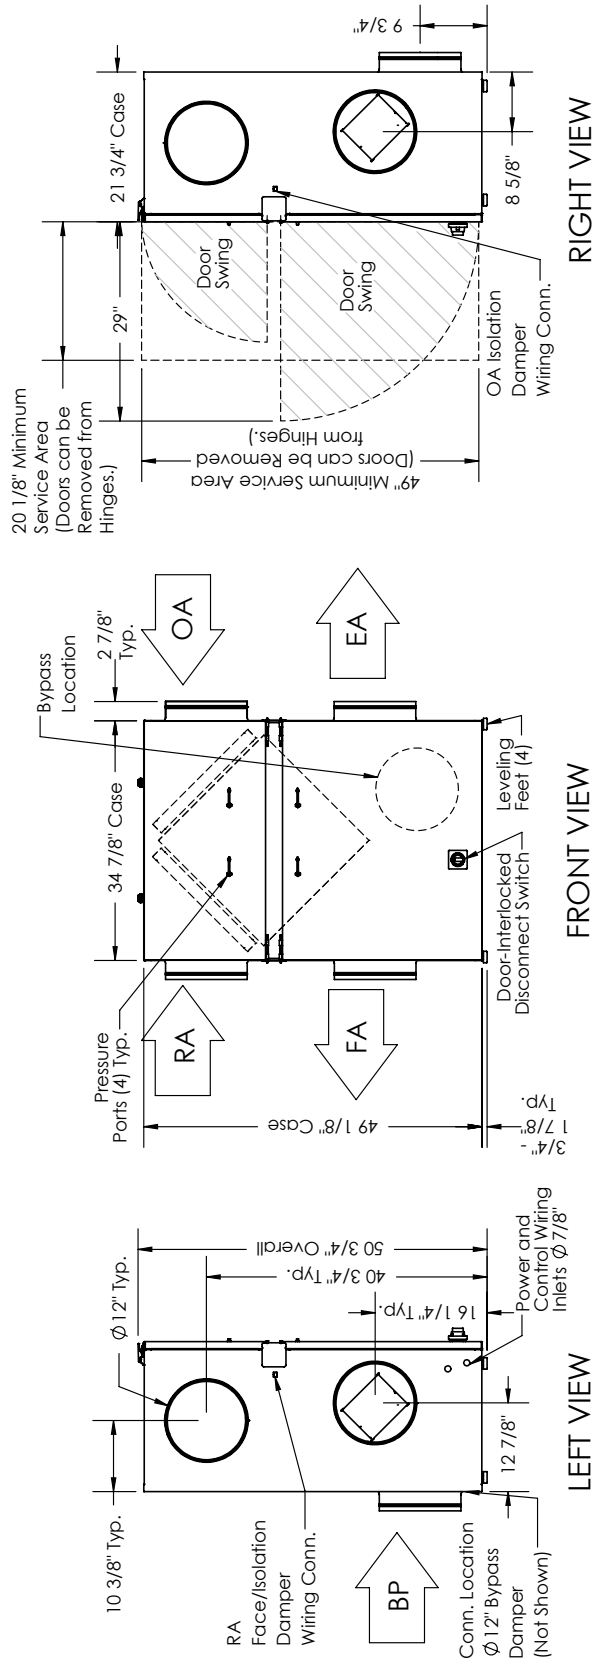 10 3/8" Typ.
Ø12" Typ.
50 3/4" Overall
40 3/4" Typ.
16 1/4" Typ.
RA
Face/Isolation
Damper
Wiring Conn.
BP
Conn. Location
Ø12" Bypass
Damper
(Not Shown)
12 7/8"
Power and
Control Wiring
Inlets Ø7/8"
LEFT VIEW
Pressure
Ports (4) Typ.
34 7/8" Case
2 7/8"
Typ.
Bypass
Location
RA
OA
FA
EA
49 1/8" Case
3/4" -
1 7/8"
Typ.
Door-Interlocked
Disconnect Switch
Leveling
Feet (4)
FRONT VIEW
20 1/8" Minimum
Service Area
(Doors can be
Removed from
Hinges.)
29"
21 3/4" Case
Door
Swing
Door
Swing
49" Minimum Service Area
(Doors can be Removed
from Hinges.)
9 3/4"
8 5/8"
OA Isolation
Damper
Wiring Conn.
RIGHT VIEW